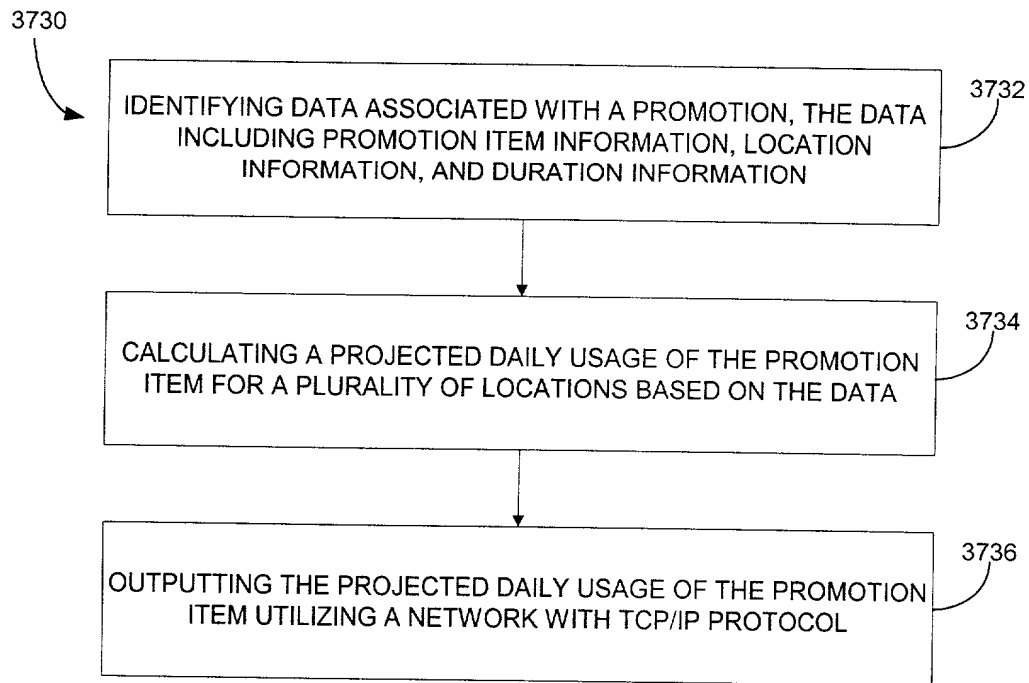 3730
IDENTIFYING DATA ASSOCIATED WITH A PROMOTION, THE DATA
INCLUDING PROMOTION ITEM INFORMATION, LOCATION
INFORMATION, AND DURATION INFORMATION
3732
CALCULATING A PROJECTED DAILY USAGE OF THE PROMOTION
ITEM FOR A PLURALITY OF LOCATIONS BASED ON THE DATA
3734
OUTPUTTING THE PROJECTED DAILY USAGE OF THE PROMOTION
ITEM UTILIZING A NETWORK WITH TCP/IP PROTOCOL
3736